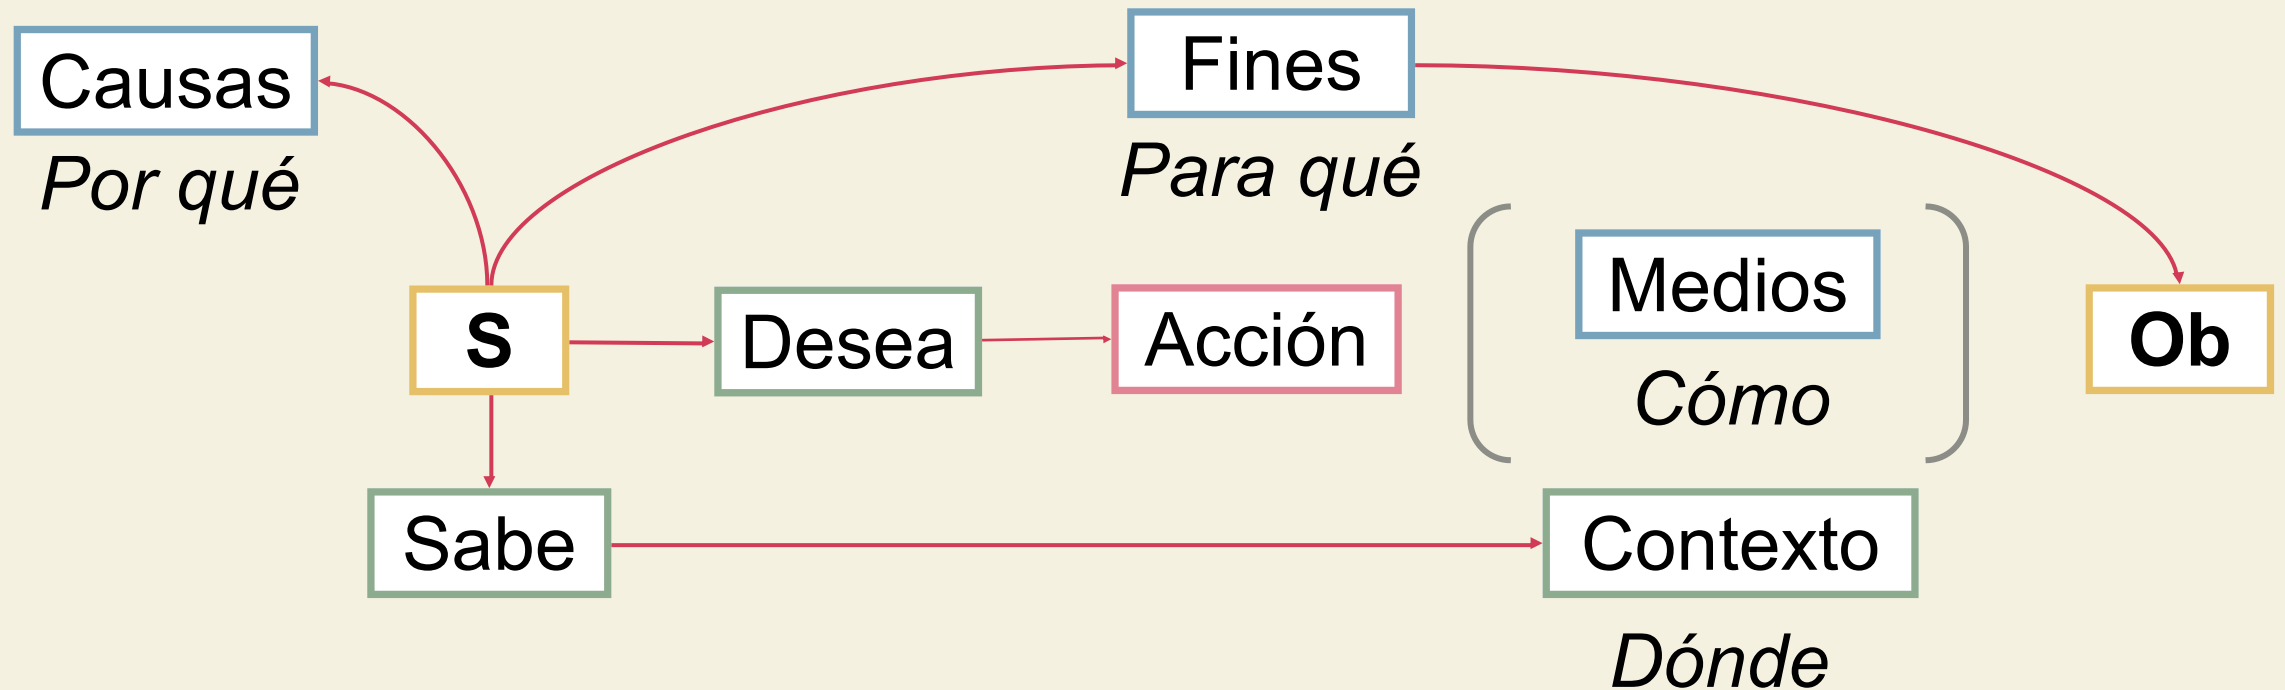 Causas
Por qué
Fines
Para qué
S
Desea
Acción
Medios
Cómo
Ob
Sabe
Contexto
Dónde